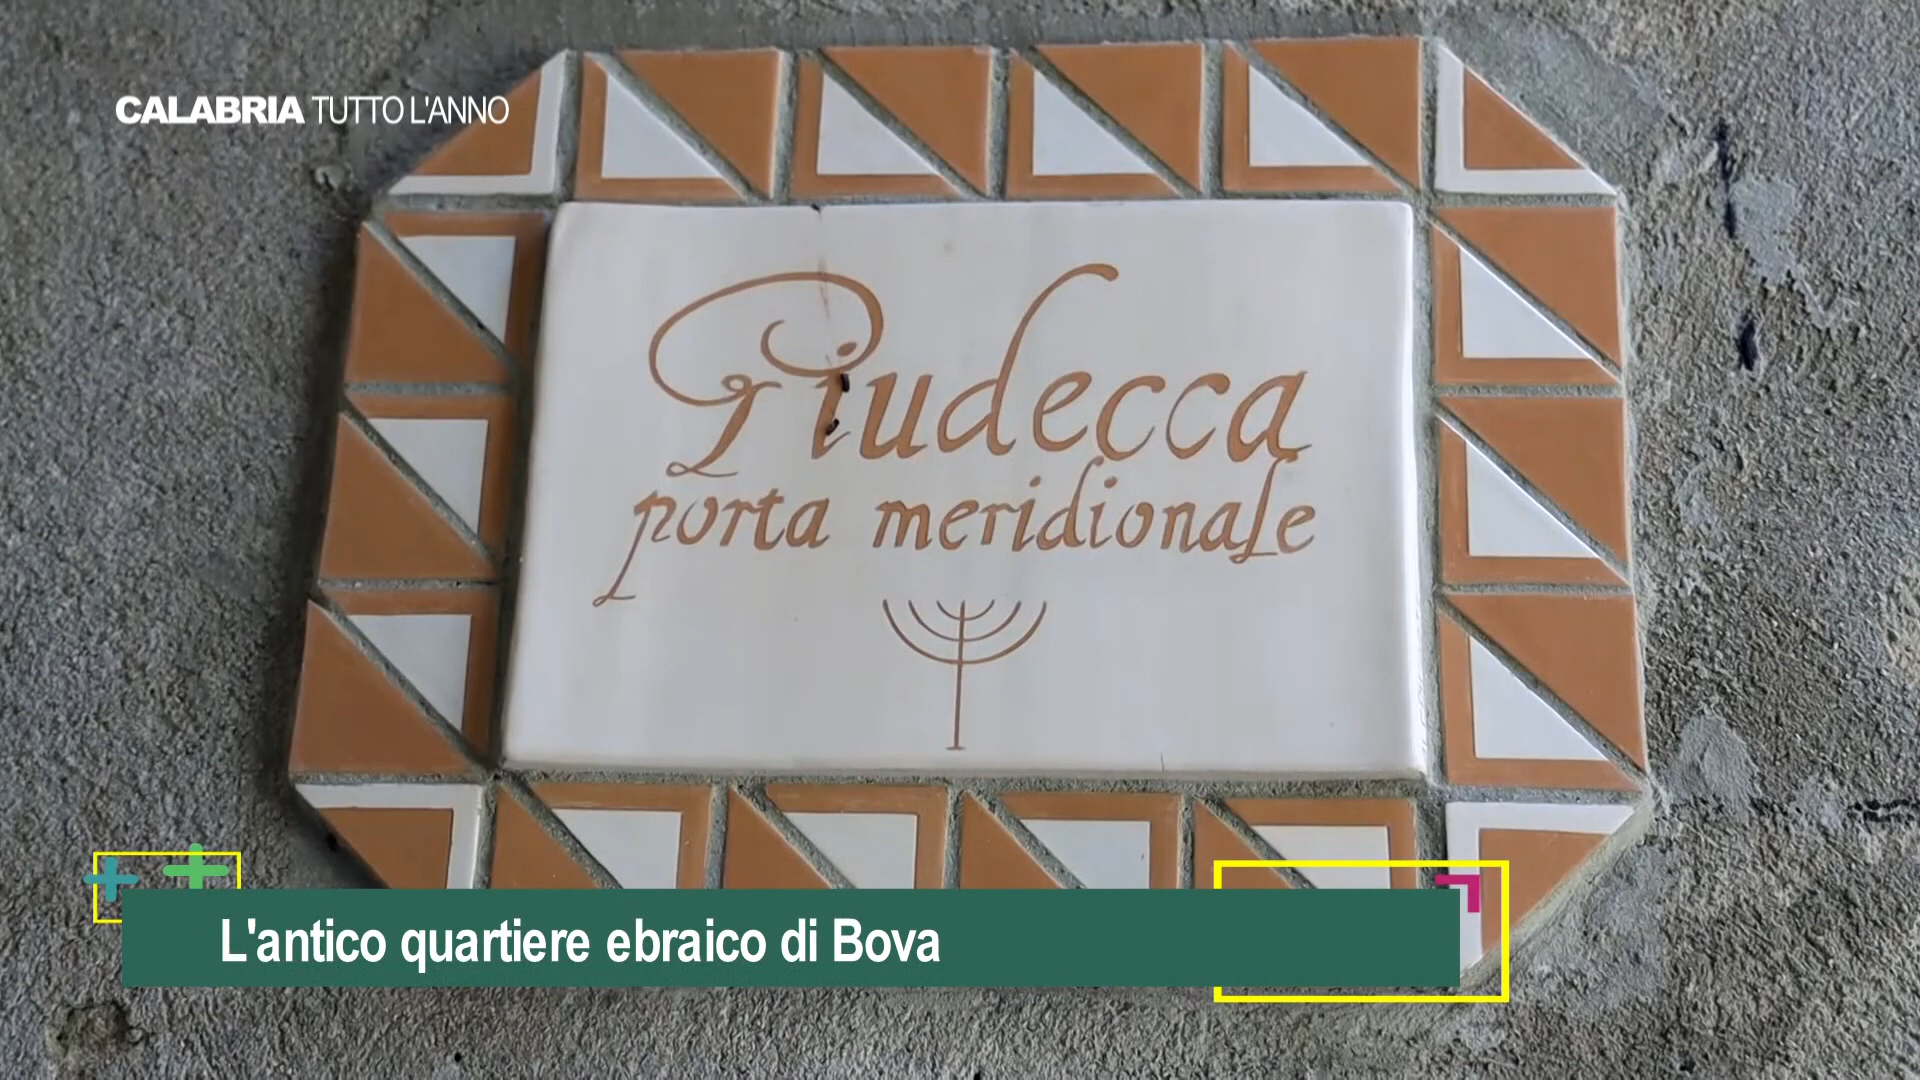 CALABRIA TUTTO L'ANNO
Giudecca
porta meridionale
L'antico quartiere ebraico di Bova